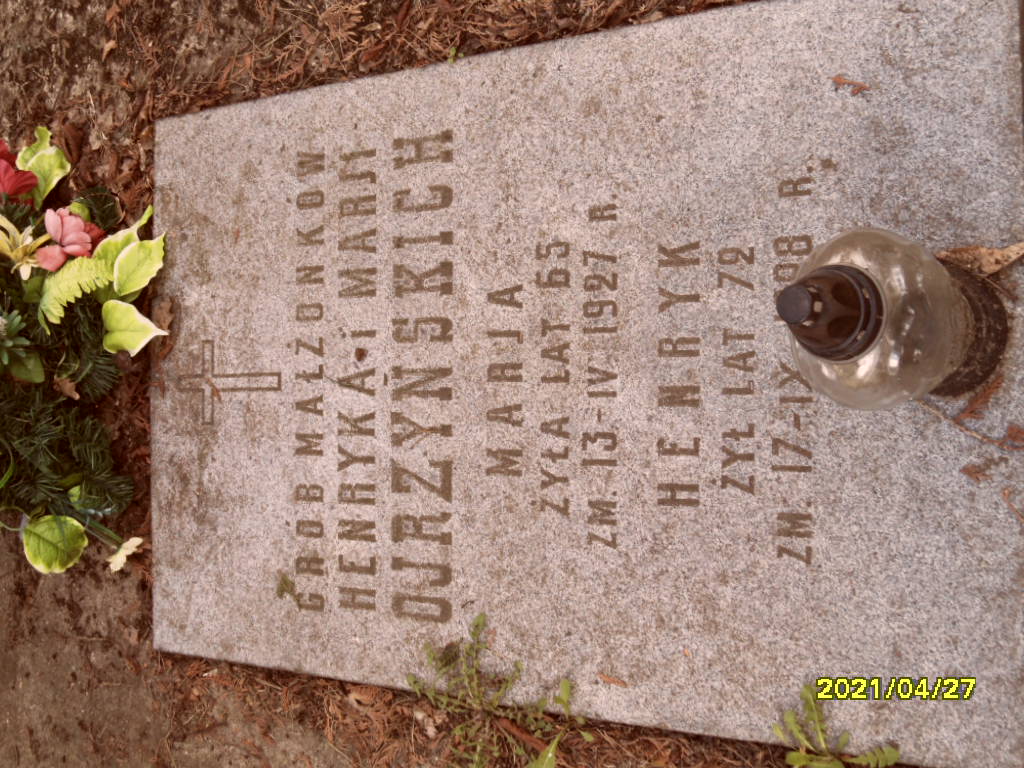 GRÓB MAŁŻONKÓW
HENRYKA I MARJI
OJRZYŃSKICH
MARJA
ŻYŁA LAT 65
ZM. 13-IV. 1927 R.
HENRYK
ŻYŁ LAT 72
ZM. 17-IX R.
2021/04/27